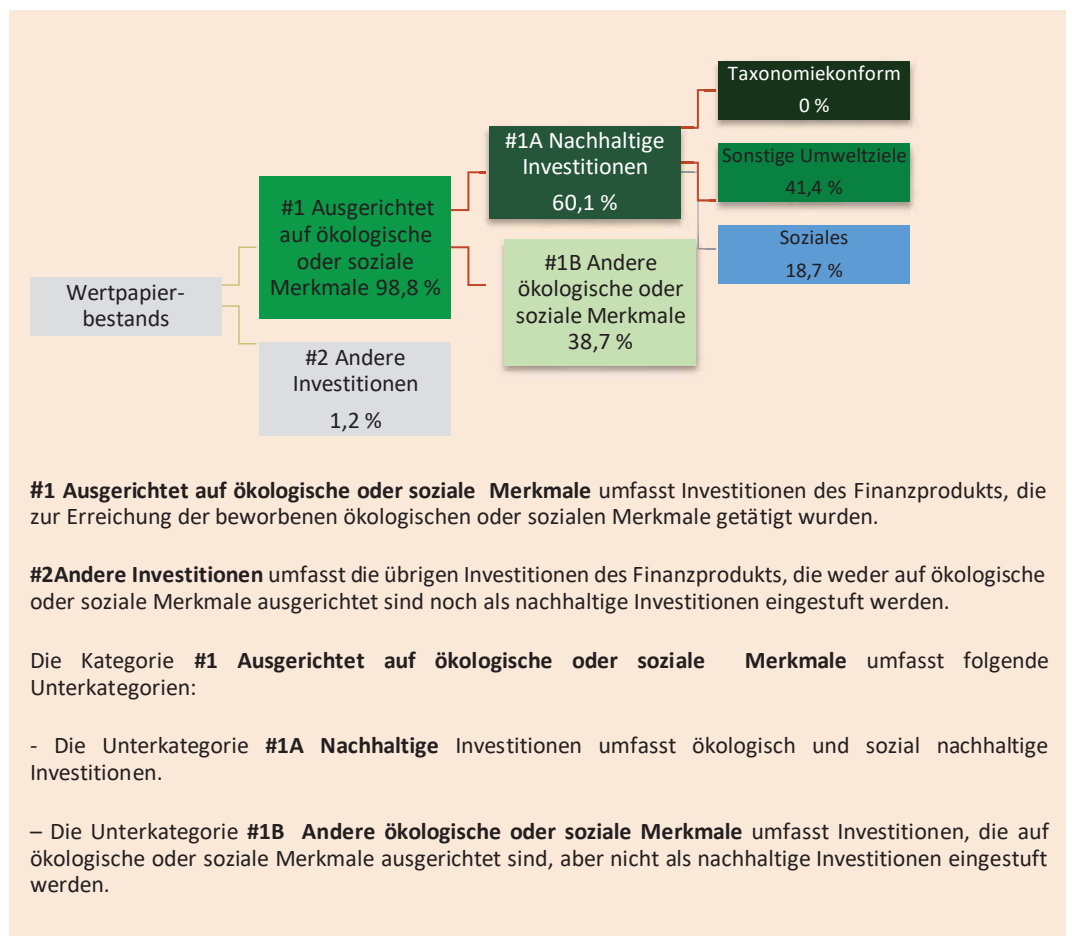 Taxonomiekonform
0 %
#1A Nachhaltige
Investitionen
60,1 %
Sonstige Umweltziele
41,4 %
#1 Ausgerichtet
auf ökologische
oder soziale
Merkmale 98,8 %
Soziales
18,7 %
#1B Andere
ökologische oder
soziale Merkmale
38,7 %
Wertpapier-
bestands
#2 Andere
Investitionen
1,2 %
#1 Ausgerichtet auf ökologische oder soziale Merkmale umfasst Investitionen des Finanzprodukts, die
zur Erreichung der beworbenen ökologischen oder sozialen Merkmale getätigt wurden.
#2Andere Investitionen umfasst die übrigen Investitionen des Finanzprodukts, die weder auf ökologische
oder soziale Merkmale ausgerichtet sind noch als nachhaltige Investitionen eingestuft werden.
Die Kategorie #1 Ausgerichtet auf ökologische oder soziale Merkmale umfasst folgende
Unterkategorien:
- Die Unterkategorie #1A Nachhaltige Investitionen umfasst ökologisch und sozial nachhaltige
Investitionen.
– Die Unterkategorie #1B Andere ökologische oder soziale Merkmale umfasst Investitionen, die auf
ökologische oder soziale Merkmale ausgerichtet sind, aber nicht als nachhaltige Investitionen eingestuft
werden.